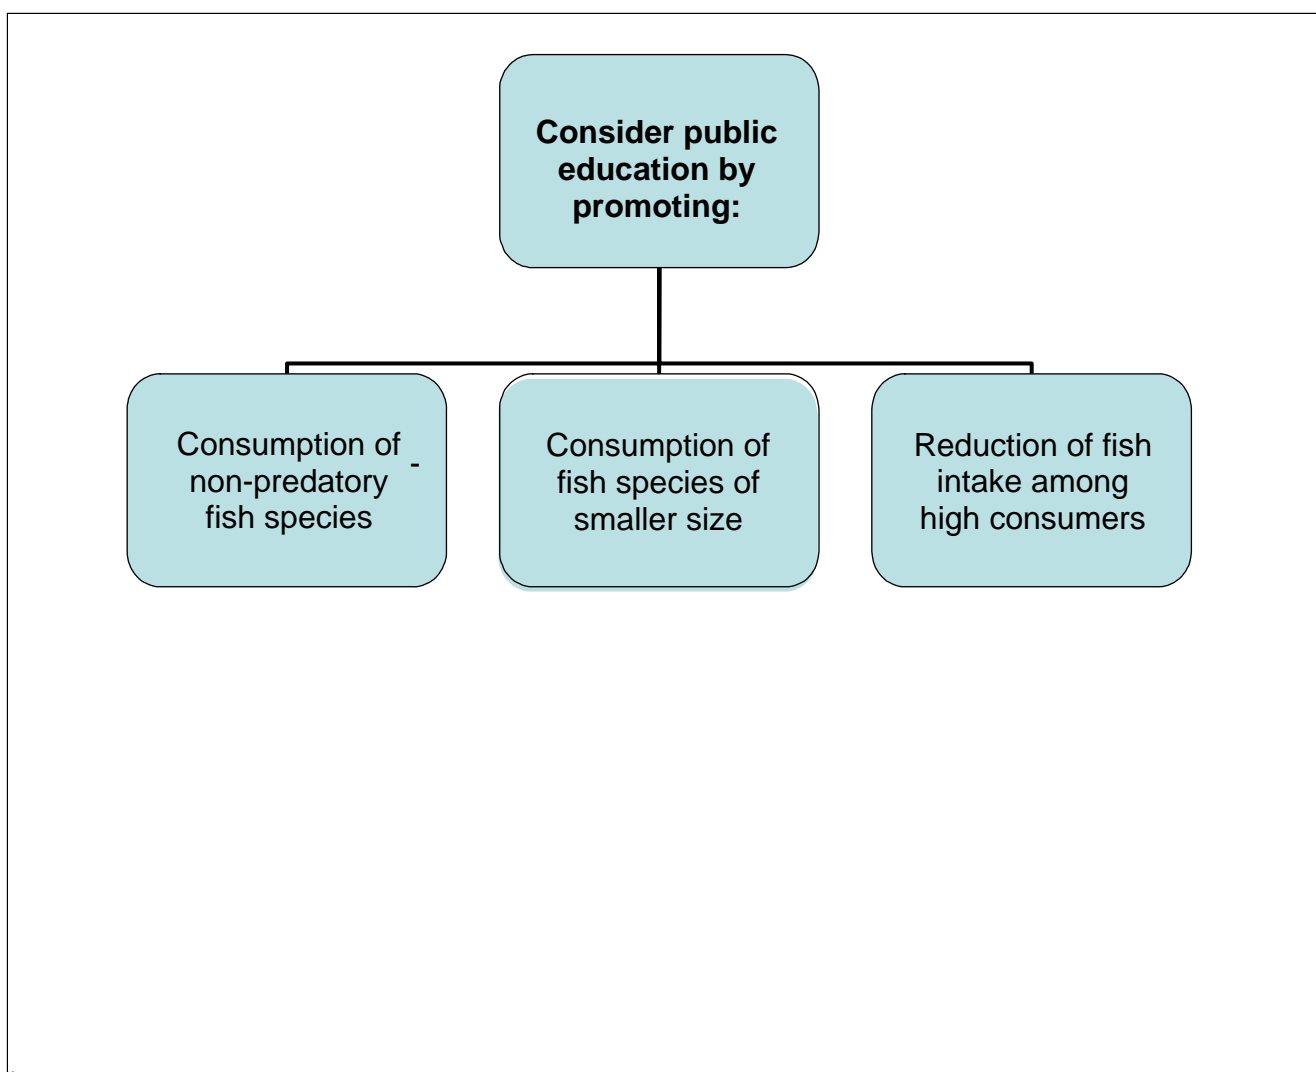 Consider public
education by
promoting:
Consumption of -
non-predatory
fish species
Consumption of
fish species of
smaller size
Reduction of fish
intake among
high consumers